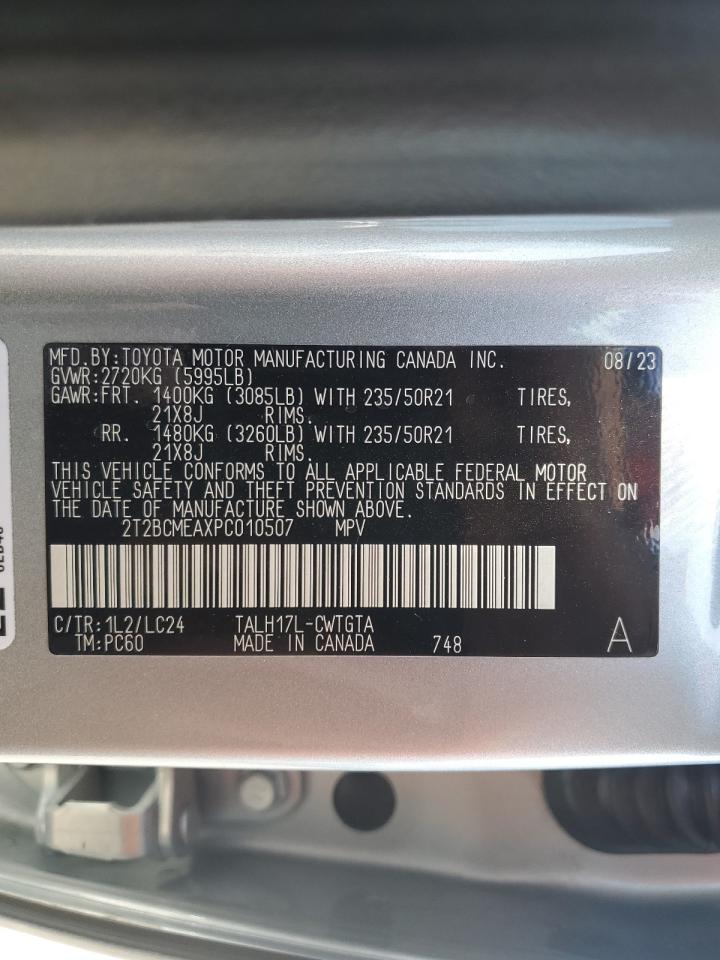 MFD.BY:TOYOTA MOTOR MANUFACTURING CANADA INC. 08/23
GVWR:2720KG (5995LB)
GAWR:FRT. 1400KG (3085LB) WITH 235/50R21 TIRES,
21X8J RIMS.
RR. 1480KG (3260LB) WITH 235/50R21 TIRES,
21X8J RIMS.
THIS VEHICLE CONFORMS TO ALL APPLICABLE FEDERAL MOTOR
VEHICLE SAFETY AND THEFT PREVENTION STANDARDS IN EFFECT ON
THE DATE OF MANUFACTURE SHOWN ABOVE.
2T2BCMEAXPC010507 MPV
C/TR:1L2/LC24 TALH17L-CWTGTA
TM:PC60 MADE IN CANADA 748 A